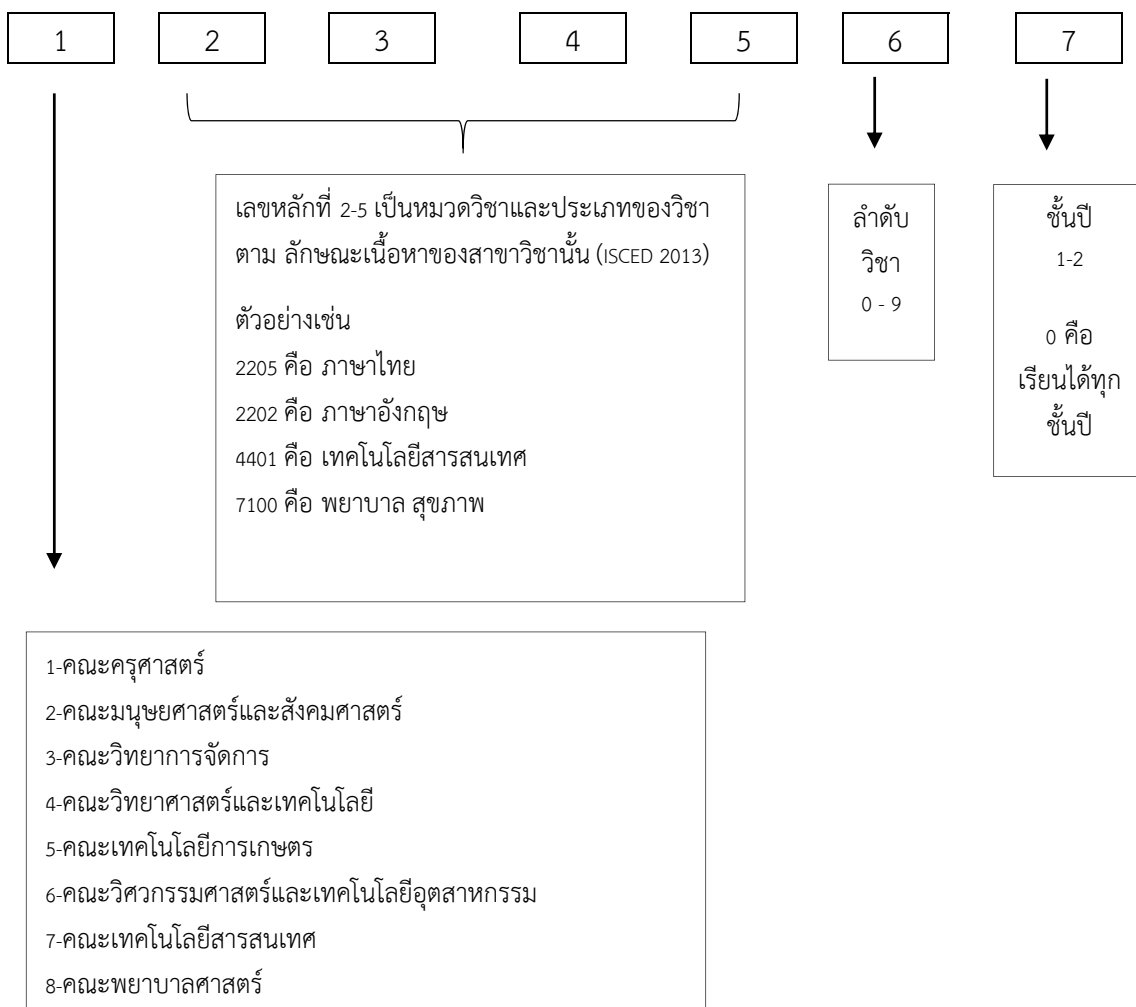 1 2 3 4 5 6 7
เลขหลักที่ 2-5 เป็นหมวดวิชาและประเภทของวิชา
ตาม ลักษณะเนื้อหาของสาขาวิชานั้น (ISCED 2013)
ตัวอย่างเช่น
2205 คือ ภาษาไทย
2202 คือ ภาษาอังกฤษ
4401 คือ เทคโนโลยีสารสนเทศ
7100 คือ พยาบาล สุขภาพ
ลำดับ
วิชา
0 - 9
ชั้นปี
1-2
0 คือ
เรียนได้ทุก
ชั้นปี
1-คณะครุศาสตร์
2-คณะมนุษยศาสตร์และสังคมศาสตร์
3-คณะวิทยาการจัดการ
4-คณะวิทยาศาสตร์และเทคโนโลยี
5-คณะเทคโนโลยีการเกษตร
6-คณะวิศวกรรมศาสตร์และเทคโนโลยีอุตสาหกรรม
7-คณะเทคโนโลยีสารสนเทศ
8-คณะพยาบาลศาสตร์